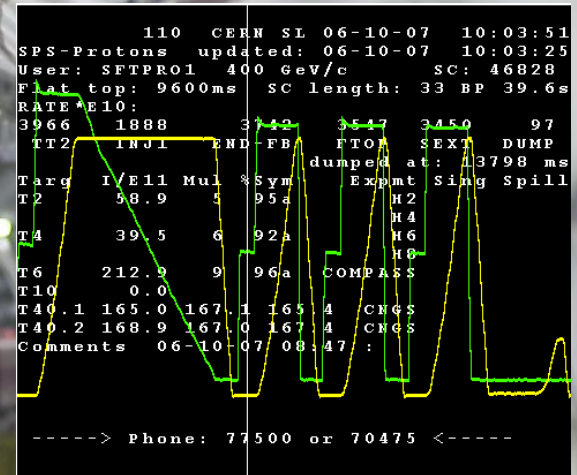 110 CERN SL 06-10-07 10:03:51
SPS-Protons updated: 06-10-07 10:03:25
User: SFTPRO1 400 GeV/c SC: 46828
Flat top: 9600ms SC length: 33 BP 39.6s
RATE*E10:
3966 1888 3742 3547 3450 97
TT2 INJ1 END-FB FTOP SEXT DUMP
dumped at: 13798 ms
Targ I/E11 Mul %Sym Expmt Sing Spill
T2 58.9 5 95a H2
H4
T4 39.5 6 92a H6
H8
T6 212.9 9 96a COMPASS
T10 0.0
T40.1 165.0 167.1 165.4 CNGS
T40.2 168.9 167.0 167.4 CNGS
Comments 06-10-07 08:47 :
-----> Phone: 77500 or 70475 <-----